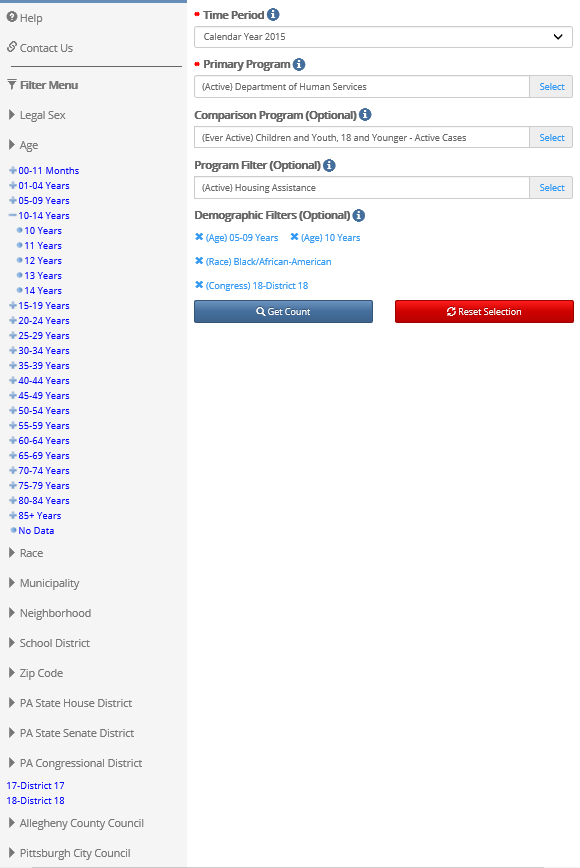 Help
Contact Us
Filter Menu
Legal Sex
Age
00-11 Months
01-04 Years
05-09 Years
10-14 Years
10 Years
11 Years
12 Years
13 Years
14 Years
15-19 Years
20-24 Years
25-29 Years
30-34 Years
35-39 Years
40-44 Years
45-49 Years
50-54 Years
55-59 Years
60-64 Years
65-69 Years
70-74 Years
75-79 Years
80-84 Years
85+ Years
No Data
Race
Municipality
Neighborhood
School District
Zip Code
PA State House District
PA State Senate District
PA Congressional District
17-District 17
18-District 18
Allegheny County Council
Pittsburgh City Council
* Time Period
Calendar Year 2015
* Primary Program
(Active) Department of Human Services Select
Comparison Program (Optional)
(Ever Active) Children and Youth, 18 and Younger - Active Cases Select
Program Filter (Optional)
(Active) Housing Assistance Select
Demographic Filters (Optional)
(Age) 05-09 Years (Age) 10 Years
(Race) Black/African-American
(Congress) 18-District 18
Get Count Reset Selection